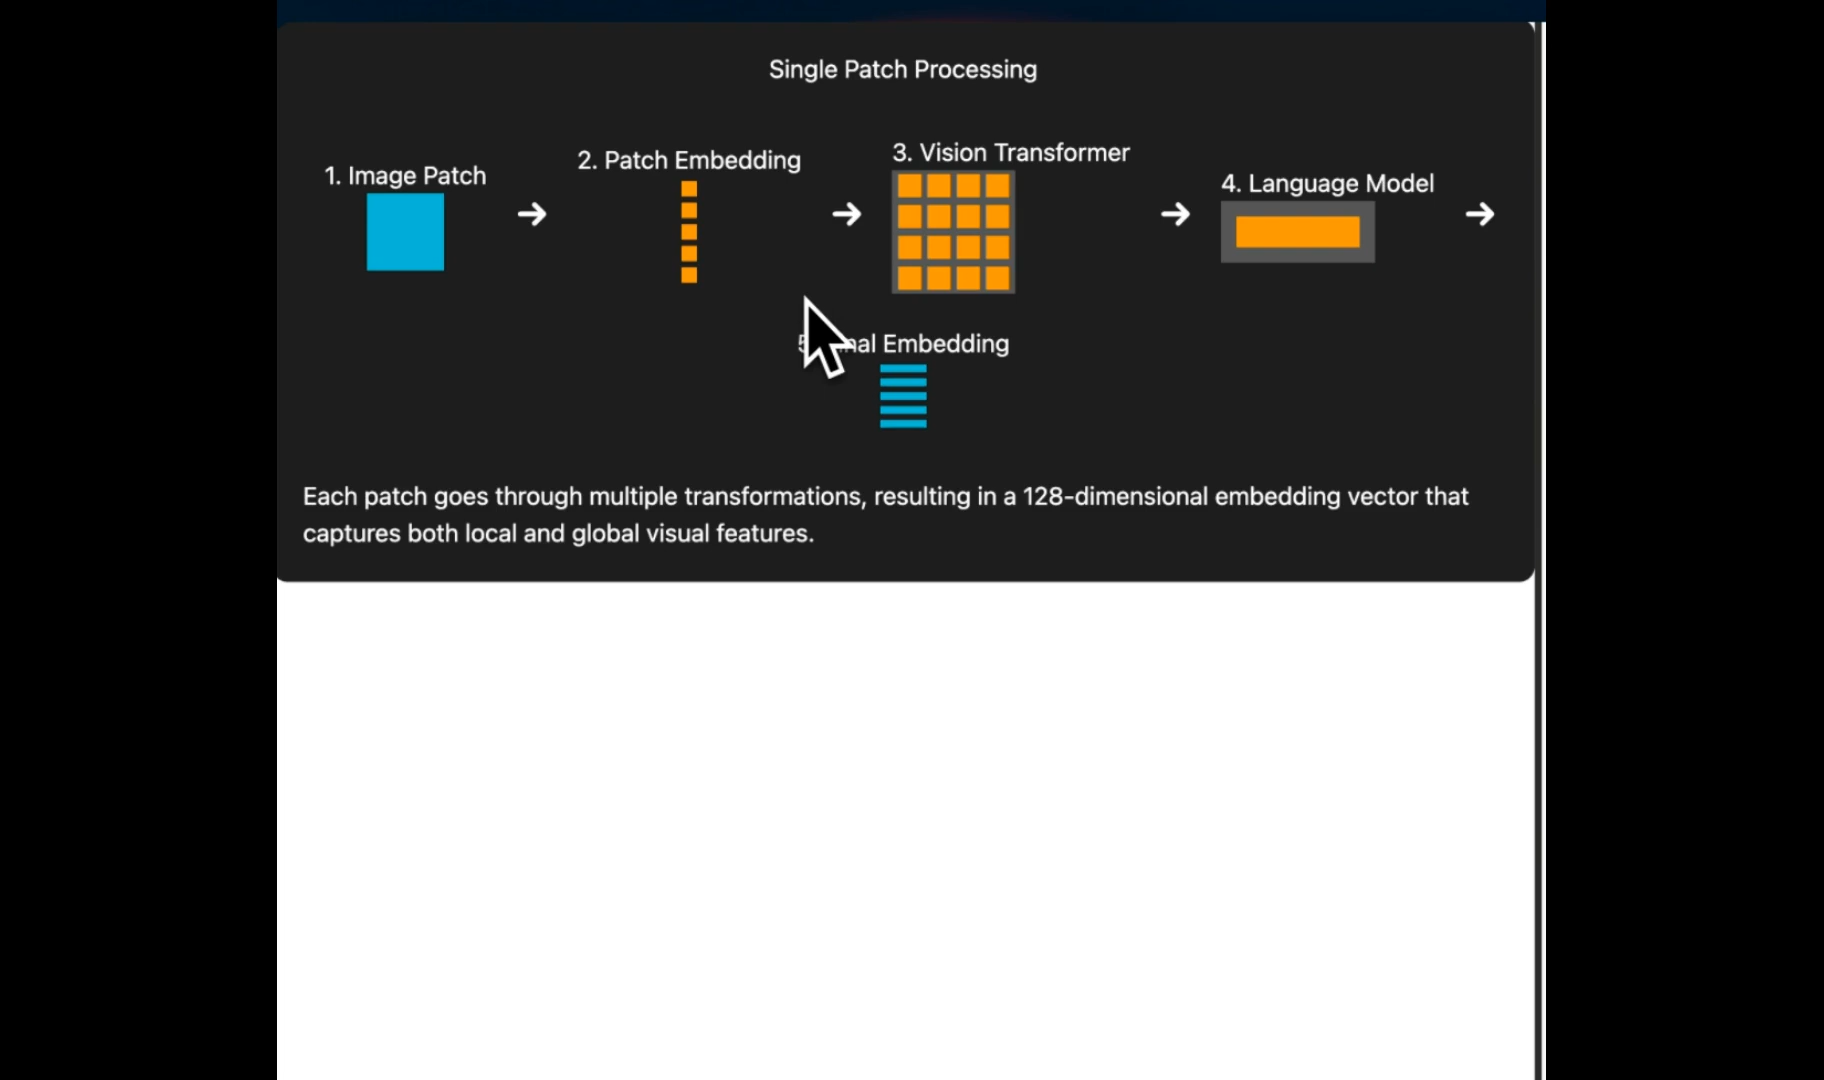 Single Patch Processing
1. Image Patch
2. Patch Embedding
3. Vision Transformer
4. Language Model
Embedding
Each patch goes through multiple transformations, resulting in a 128-dimensional embedding vector that
captures both local and global visual features.